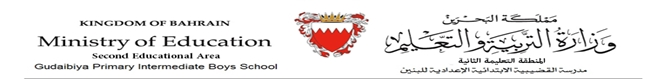 KINGDOM OF BAHRAIN
Ministry of Education
Second Educational Area
Gudaibiya Primary Intermediate Boys School
مملكة البحرين
وزارة التربية والتعليم
المنطقة التعليمة الثانية
مدرسة القضيبية الابتدائية الإعدادية للبنين